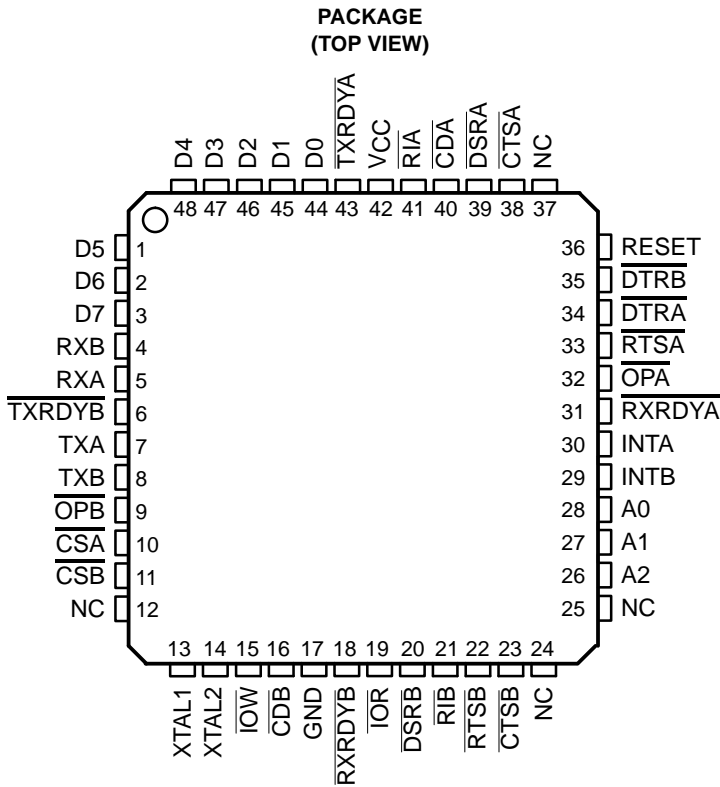 PACKAGE
(TOP VIEW)
D4
D3
D2
D1
D0
TXRDYA
VCC
RIA
CDA
DSRA
CTSA
NC
48 47 46 45 44 43 42 41 40 39 38 37
D5 1
D6 2
D7 3
RXB 4
RXA 5
TXRDYB 6
TXA 7
TXB 8
OPB 9
CSA 10
CSB 11
NC 12
36 RESET
35 DTRB
34 DTRA
33 RTSA
32 OPA
31 RXRDYA
30 INTA
29 INTB
28 A0
27 A1
26 A2
25 NC
13 14 15 16 17 18 19 20 21 22 23 24
XTAL1
XTAL2
IOW
CDB
GND
RXRDYB
IOR
DSRB
RIB
RTSB
CTSB
NC